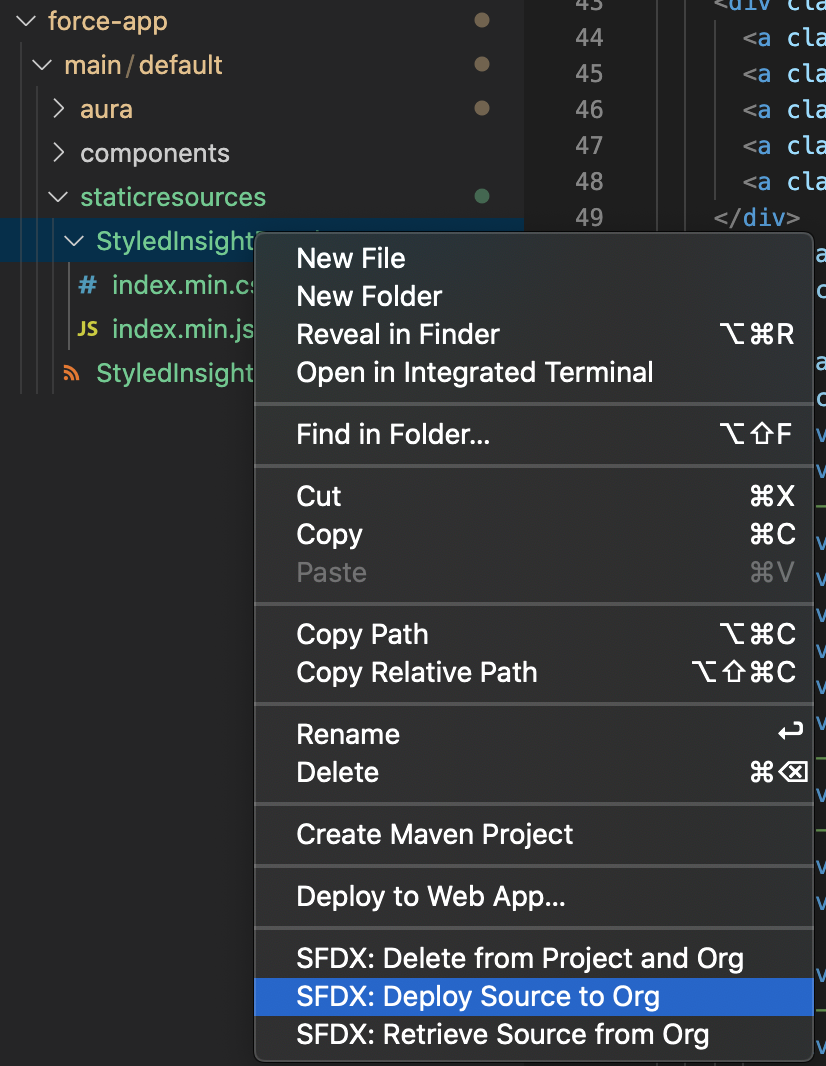 force-app
main/default
aura
components
staticresources
StyledInsight
index.min.cs
JS index.min.js
StyledInsight
43 <div cla
44 <a cla
45 <a cla
46 <a cla
47 <a cla
48 <a cla
49 </div>
New File
New Folder
Reveal in Finder ⌥⌘R
Open in Integrated Terminal
Find in Folder... ⌥⇧F
Cut ⌘X
Copy ⌘C
Paste ⌘V
Copy Path ⌥⌘C
Copy Relative Path ⌥⇧⌘C
Rename ↩
Delete ⌘⌫
Create Maven Project
Deploy to Web App...
SFDX: Delete from Project and Org
SFDX: Deploy Source to Org
SFDX: Retrieve Source from Org